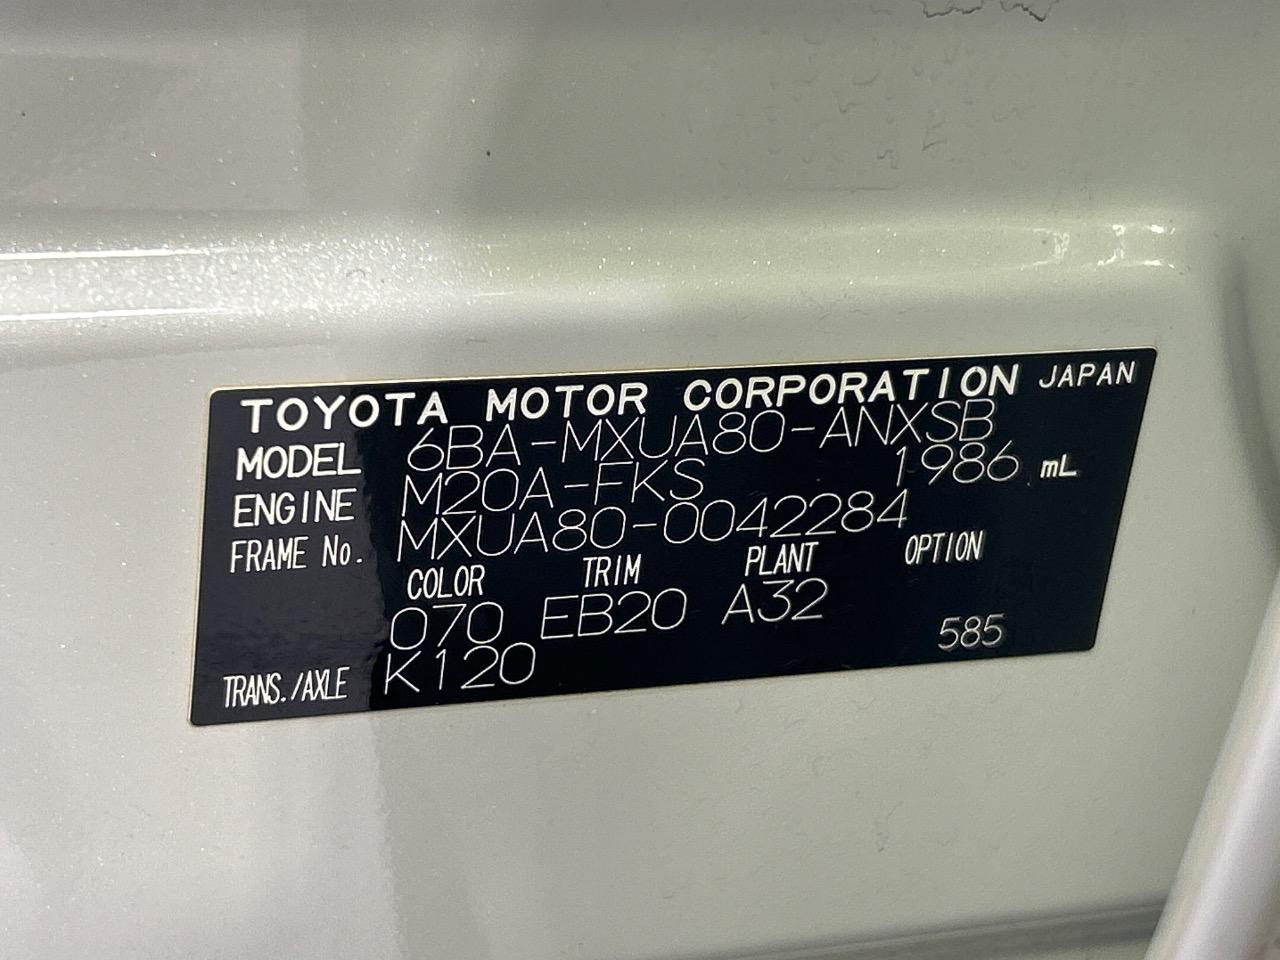 TOYOTA MOTOR CORPORATION JAPAN
MODEL 6BA-MXUA80-ANXSB
ENGINE M20A-FKS 1986 mL
FRAME No. MXUA80-0042284
COLOR TRIM PLANT OPTION
070 EB20 A32
TRANS./AXLE K120 585